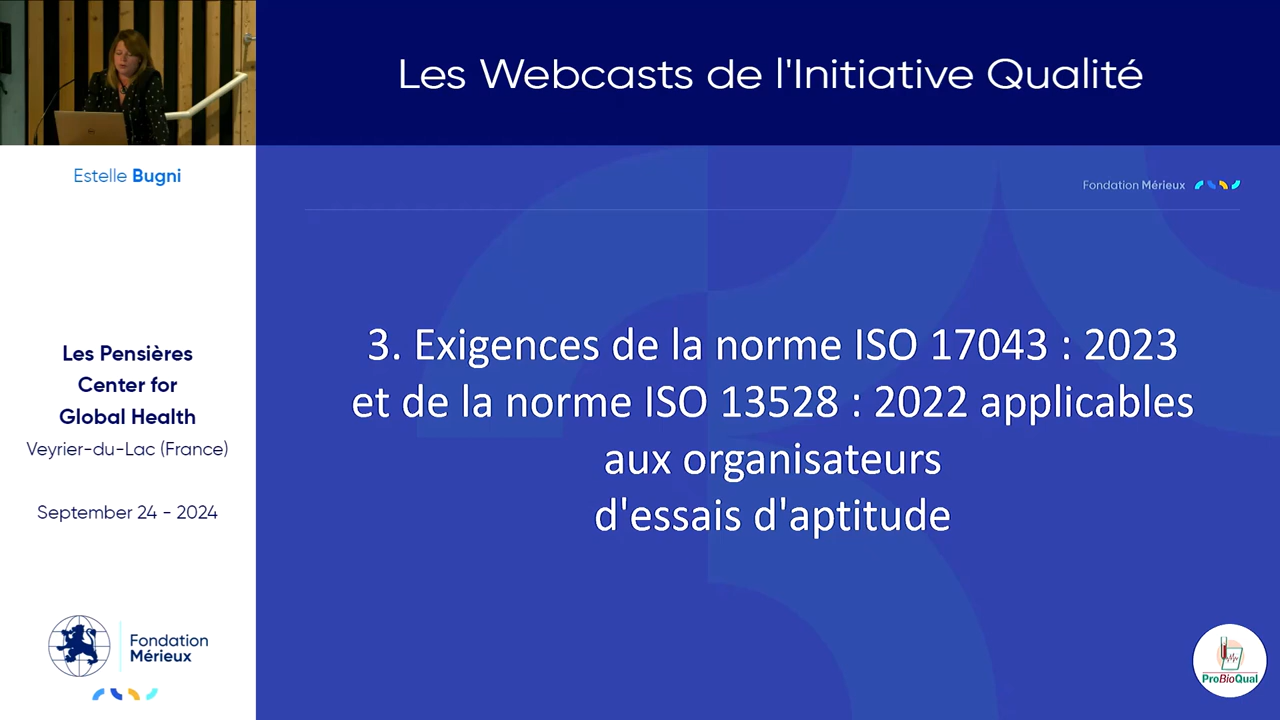 Les Webcasts de l'Initiative Qualité
Estelle Bugni
Fondation Mérieux
3. Exigences de la norme ISO 17043 : 2023
et de la norme ISO 13528 : 2022 applicables
aux organisateurs
d'essais d'aptitude
Les Pensières
Center for
Global Health
Veyrier-du-Lac (France)
September 24 - 2024
Fondation
Mérieux
ProBioQual